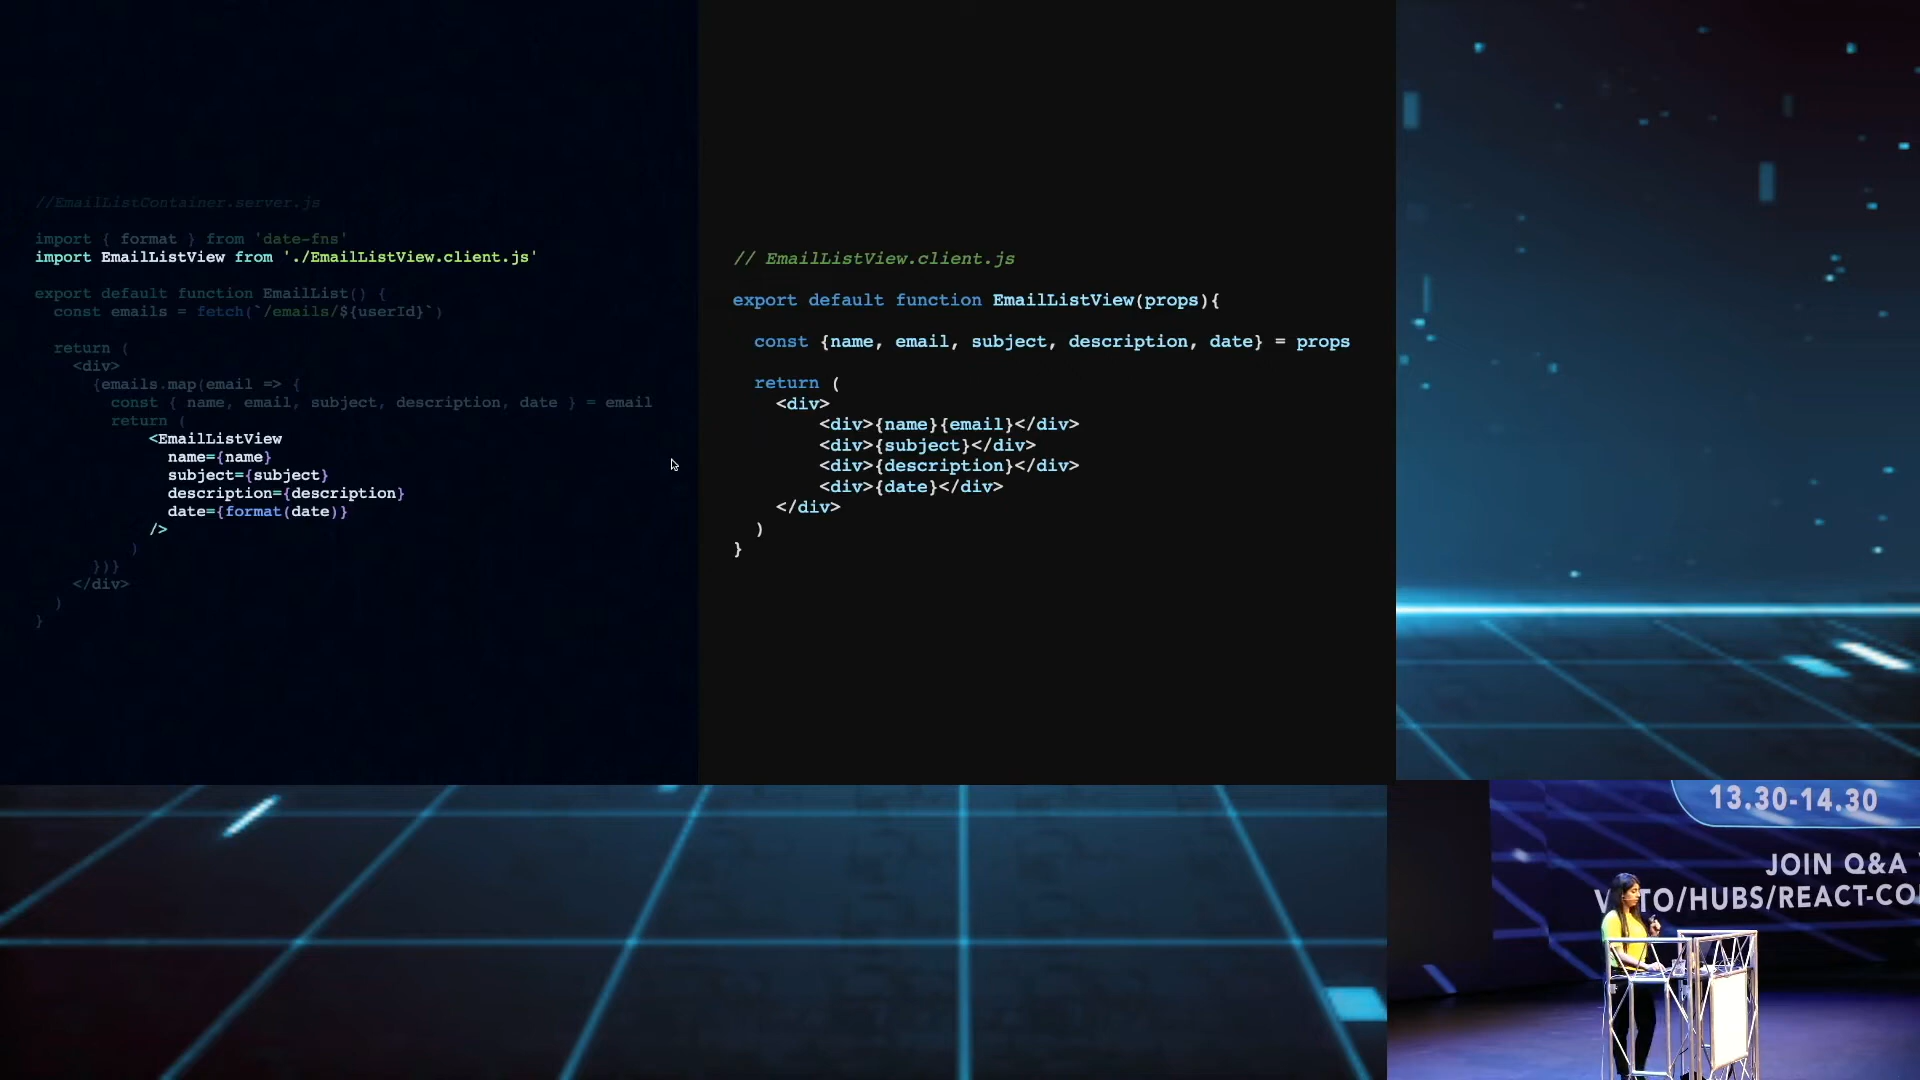 //EmailListContainer.server.js
import { format } from 'date-fns'
import EmailListView from './EmailListView.client.js'
export default function EmailList() {
const emails = fetch(`/emails/${userId}`)
return (
<div>
{emails.map(email => {
const { name, email, subject, description, date } = email
return (
<EmailListView
name={name}
subject={subject}
description={description}
date={format(date)}
/>
)
})}
</div>
)
}
// EmailListView.client.js
export default function EmailListView(props){
const {name, email, subject, description, date} = props
return (
<div>
<div>{name}{email}</div>
<div>{subject}</div>
<div>{description}</div>
<div>{date}</div>
</div>
)
}
13.30-14.30
JOIN Q&A
TO/HUBS/REACT-CO